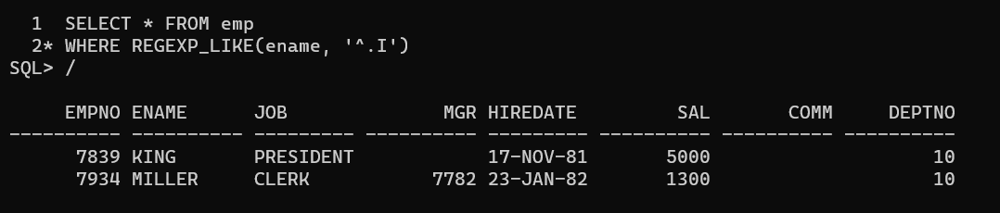 1  SELECT * FROM emp
  2* WHERE REGEXP_LIKE(ename, '^.I')
SQL> /
     EMPNO ENAME      JOB              MGR HIREDATE         SAL       COMM     DEPTNO
---------- ---------- --------- ---------- --------- ---------- ---------- ----------
      7839 KING       PRESIDENT            17-NOV-81       5000                    10
      7934 MILLER     CLERK           7782 23-JAN-82       1300                    10